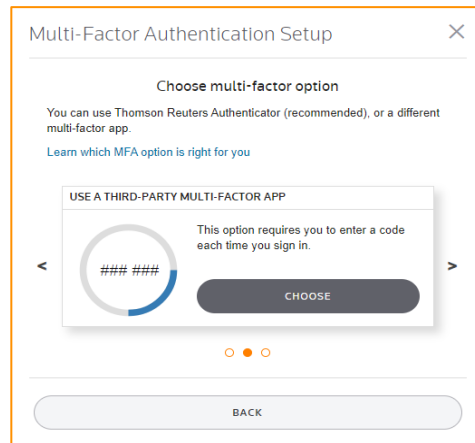 Multi-Factor Authentication Setup
Choose multi-factor option
You can use Thomson Reuters Authenticator (recommended), or a different
multi-factor app.
Learn which MFA option is right for you
USE A THIRD-PARTY MULTI-FACTOR APP
This option requires you to enter a code
each time you sign in.
### ###
< >
CHOOSE
BACK